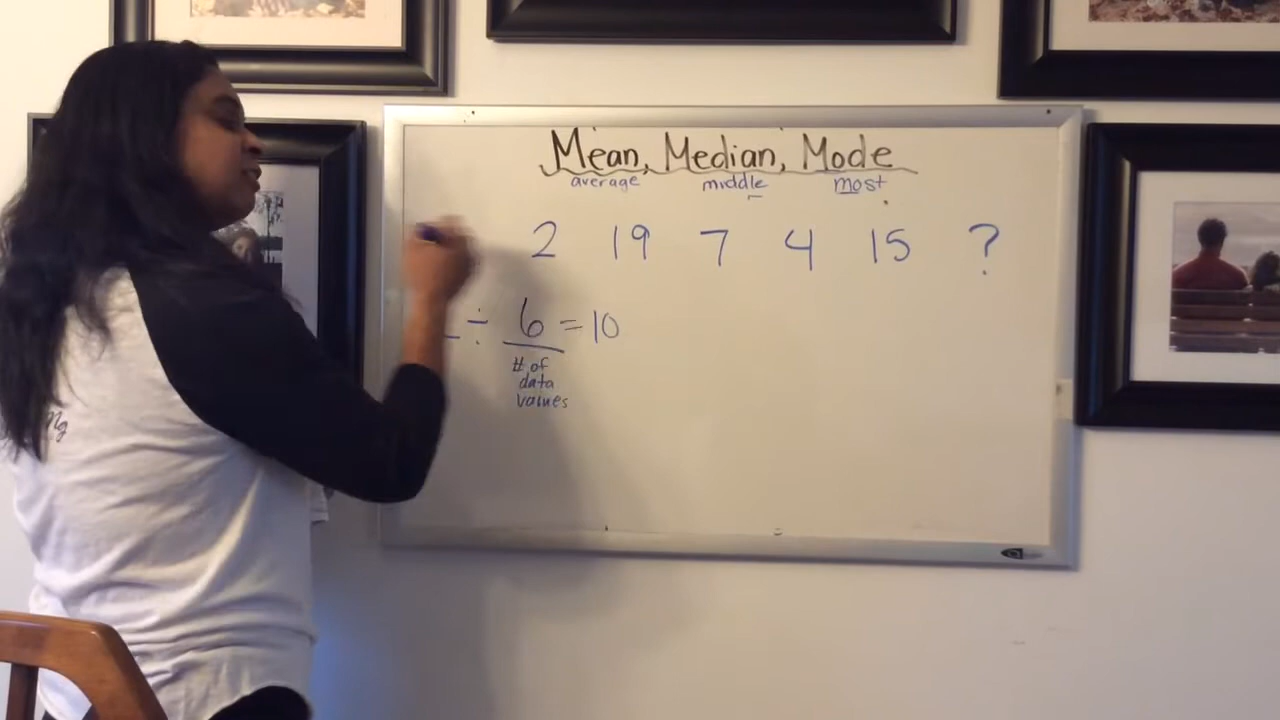 Mean, Median, Mode
average middle most
2 19 7 4 15 ?
÷ 6 = 10
# of
data
values